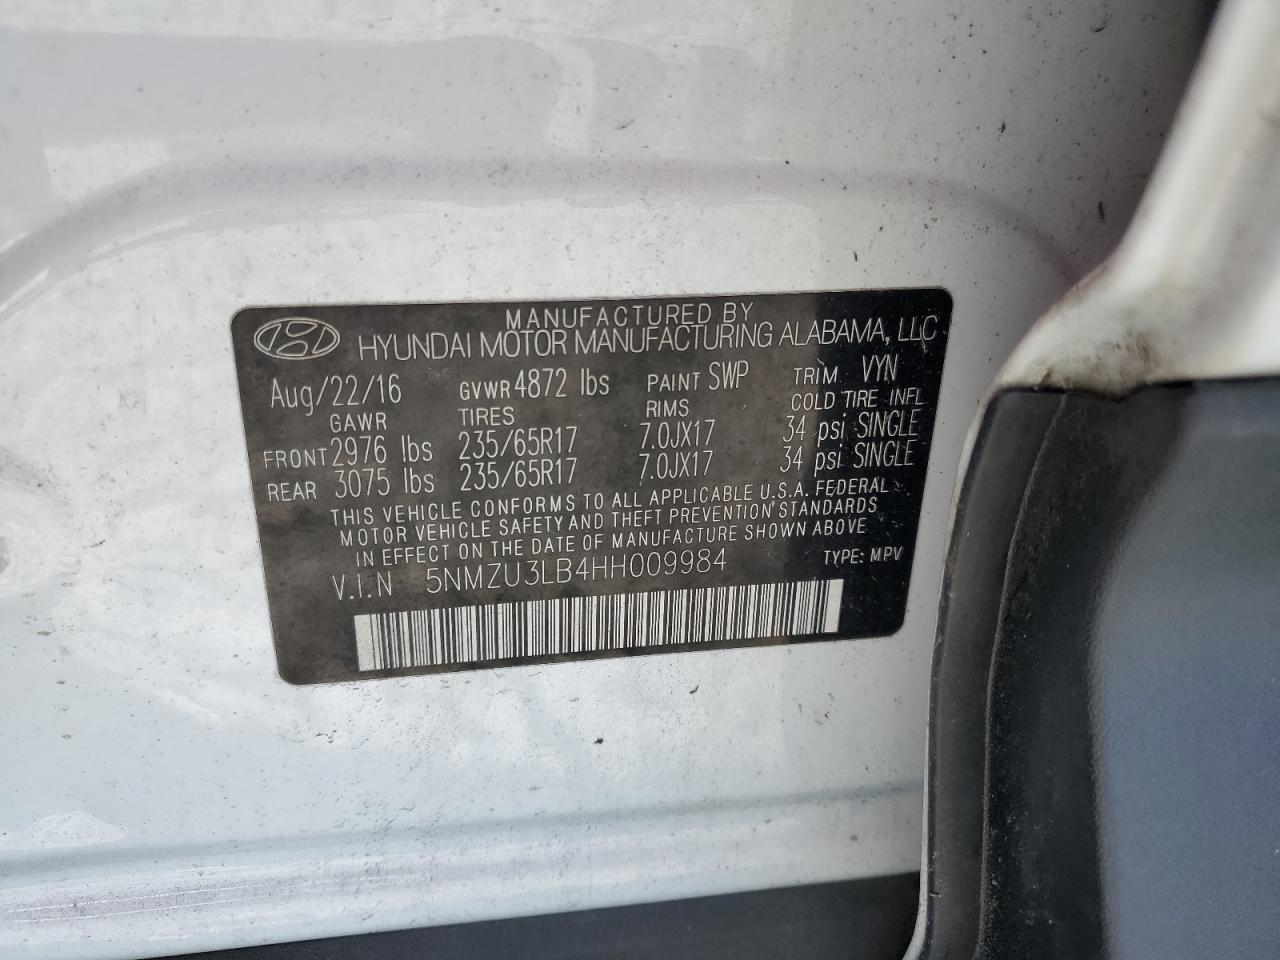 MANUFACTURED BY
HYUNDAI MOTOR MANUFACTURING ALABAMA, LLC
Aug/22/16 GVWR 4872 lbs PAINT SWP TRIM VYN
GAWR TIRES RIMS COLD TIRE INFL
FRONT 2976 lbs 235/65R17 7.0JX17 34 psi SINGLE
REAR 3075 lbs 235/65R17 7.0JX17 34 psi SINGLE
THIS VEHICLE CONFORMS TO ALL APPLICABLE U.S.A. FEDERAL
MOTOR VEHICLE SAFETY AND THEFT PREVENTION STANDARDS
IN EFFECT ON THE DATE OF MANUFACTURE SHOWN ABOVE
V.I.N 5NMZU3LB4HH009984 TYPE: MPV